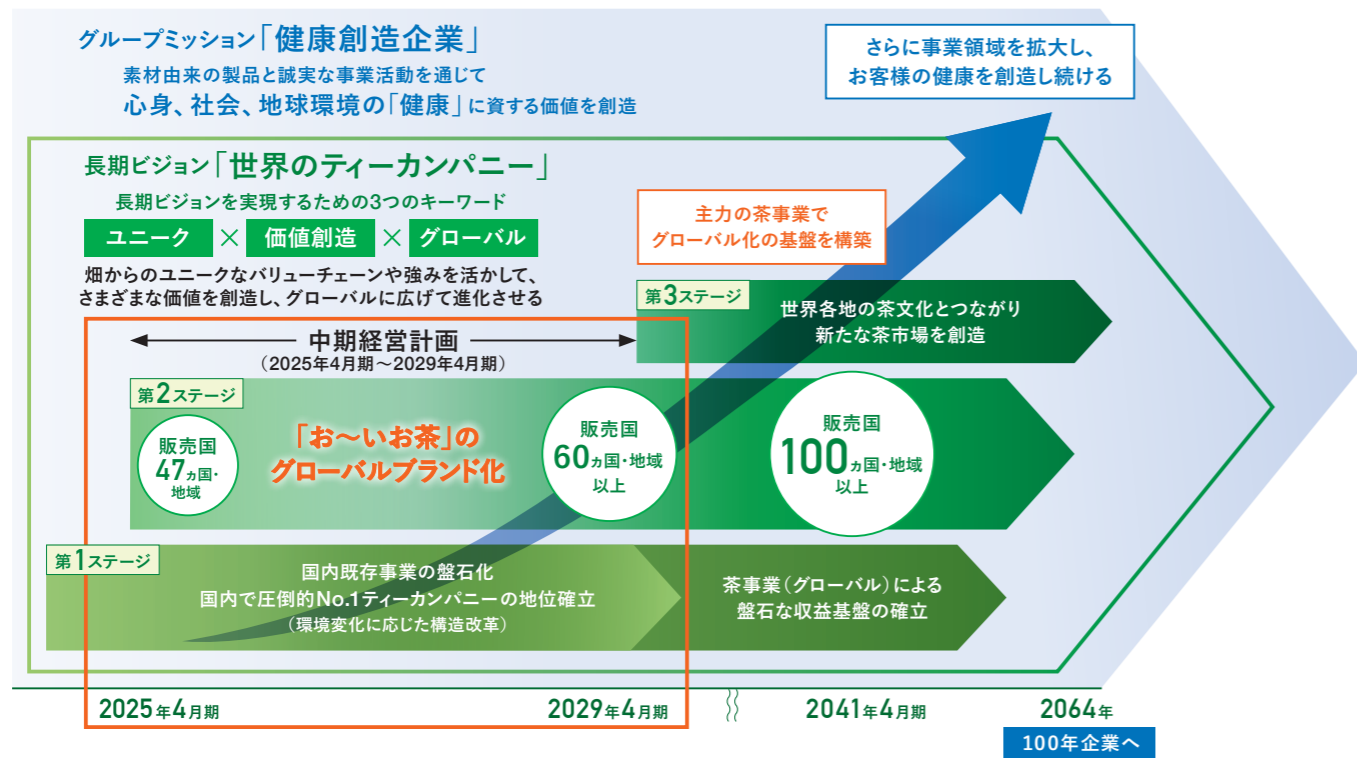 グループミッション「健康創造企業」
素材由来の製品と誠実な事業活動を通じて
心身、社会、地球環境の「健康」に資する価値を創造
さらに事業領域を拡大し、
お客様の健康を創造し続ける
長期ビジョン「世界のティーカンパニー」
長期ビジョンを実現するための3つのキーワード
ユニーク × 価値創造 × グローバル
畑からのユニークなバリューチェーンや強みを活かして、
さまざまな価値を創造し、グローバルに広げて進化させる
主力の茶事業で
グローバル化の基盤を構築
第3ステージ
世界各地の茶文化とつながり
新たな茶市場を創造
中期経営計画
（2025年4月期～2029年4月期）
第2ステージ
販売国
47ヵ国・
地域
「お～いお茶」の
グローバルブランド化
販売国
60ヵ国・地域
以上
販売国
100ヵ国・地域
以上
第1ステージ
国内既存事業の盤石化
国内で圧倒的No.1ティーカンパニーの地位確立
（環境変化に応じた構造改革）
茶事業（グローバル）による
盤石な収益基盤の確立
2025年4月期
2029年4月期
2041年4月期
2064年
100年企業へ